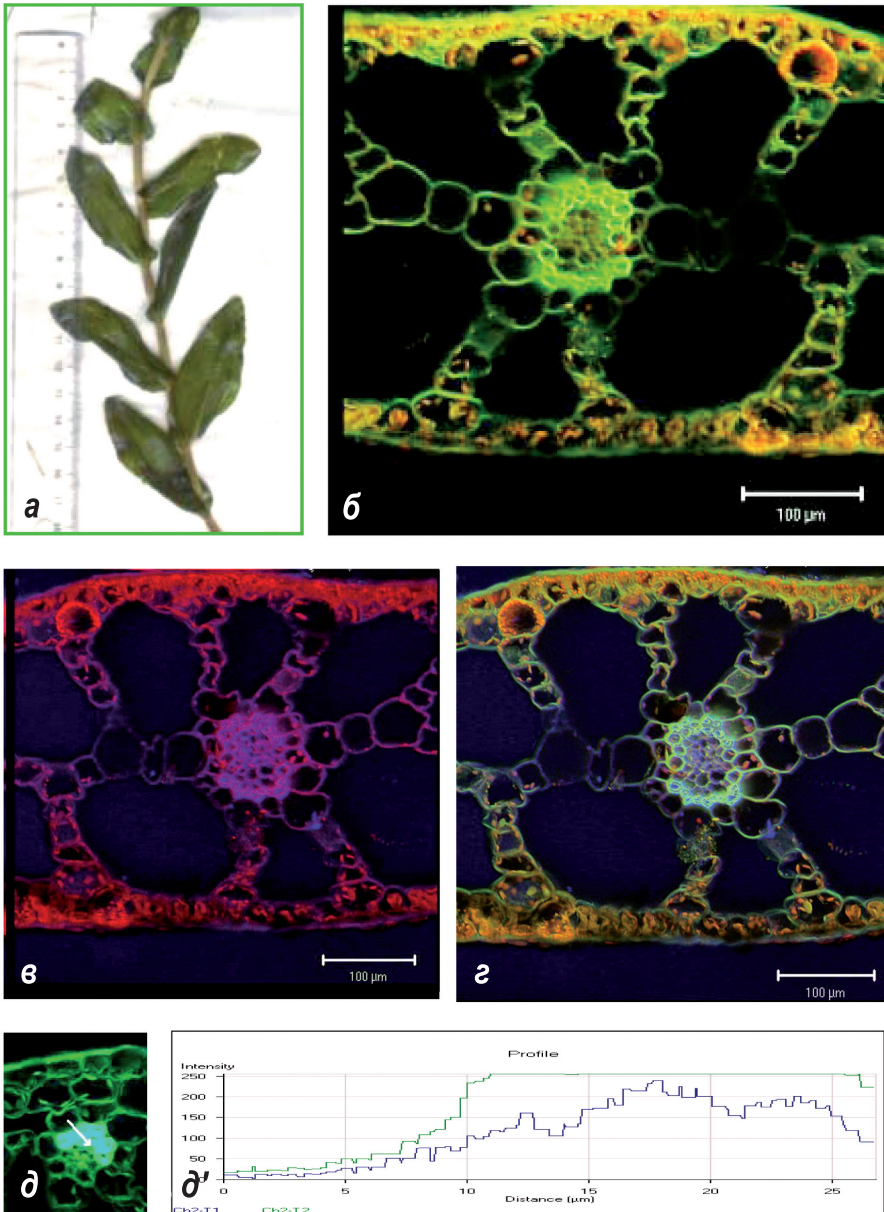 а
б
100 µm
в
100 µm
г
100 µm
д
д'
Profile
Intensity
250
200
150
100
50
0
0
5
10
15
20
25
Distance [µm]
Ch2-T1
Ch2-T2